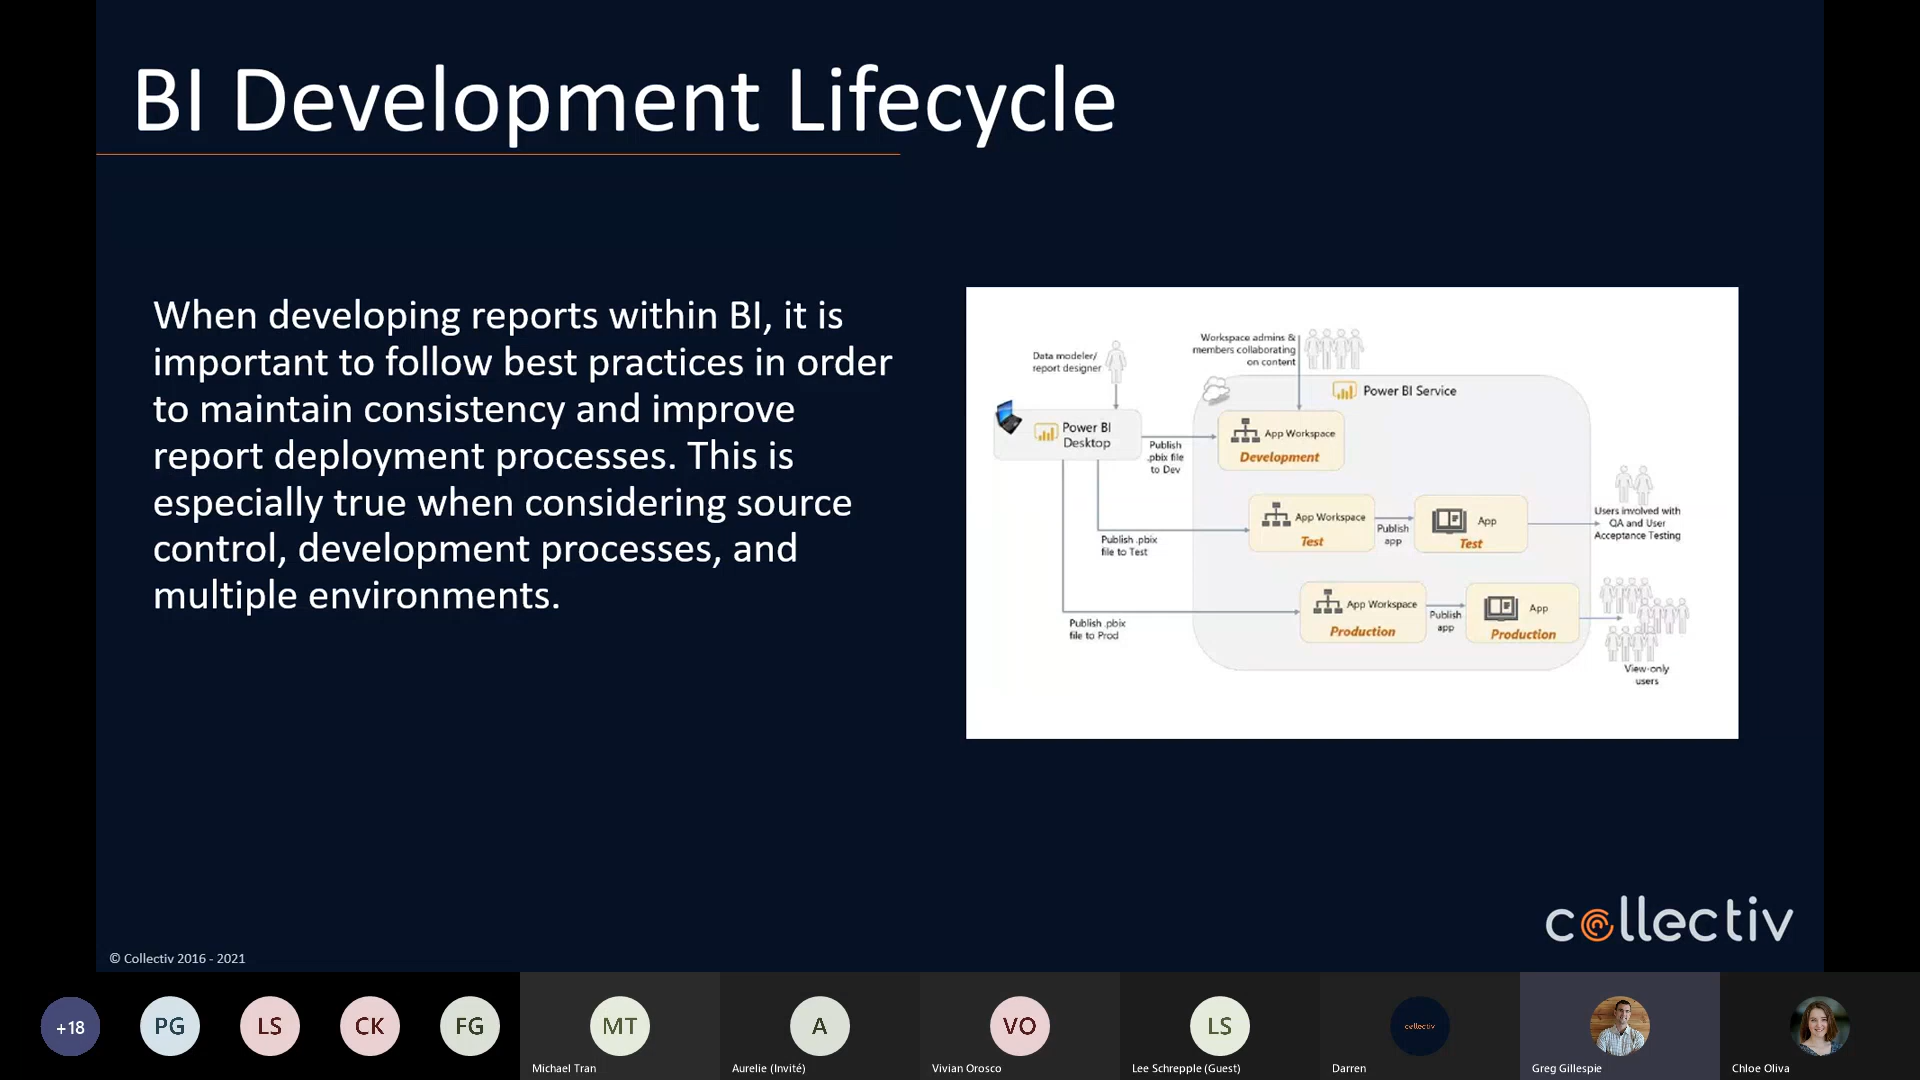 BI Development Lifecycle
When developing reports within BI, it is
important to follow best practices in order
to maintain consistency and improve
report deployment processes. This is
especially true when considering source
control, development processes, and
multiple environments.
Data modeler/
report designer
Workspace admins &
members collaborating
on content
Power BI Service
Power BI
Desktop
Publish
.pbix file
to Dev
App Workspace
Development
Publish .pbix
file to Test
App Workspace
Test
Publish
app
App
Test
Users involved with
QA and User
Acceptance Testing
Publish .pbix
file to Prod
App Workspace
Production
Publish
app
App
Production
View-only
users
collectiv
© Collectiv 2016 - 2021
+18
PG
LS
CK
FG
MT
Michael Tran
A
Aurelie (Invité)
VO
Vivian Orosco
LS
Lee Schrepple (Guest)
collectiv
Darren
Greg Gillespie
Chloe Oliva